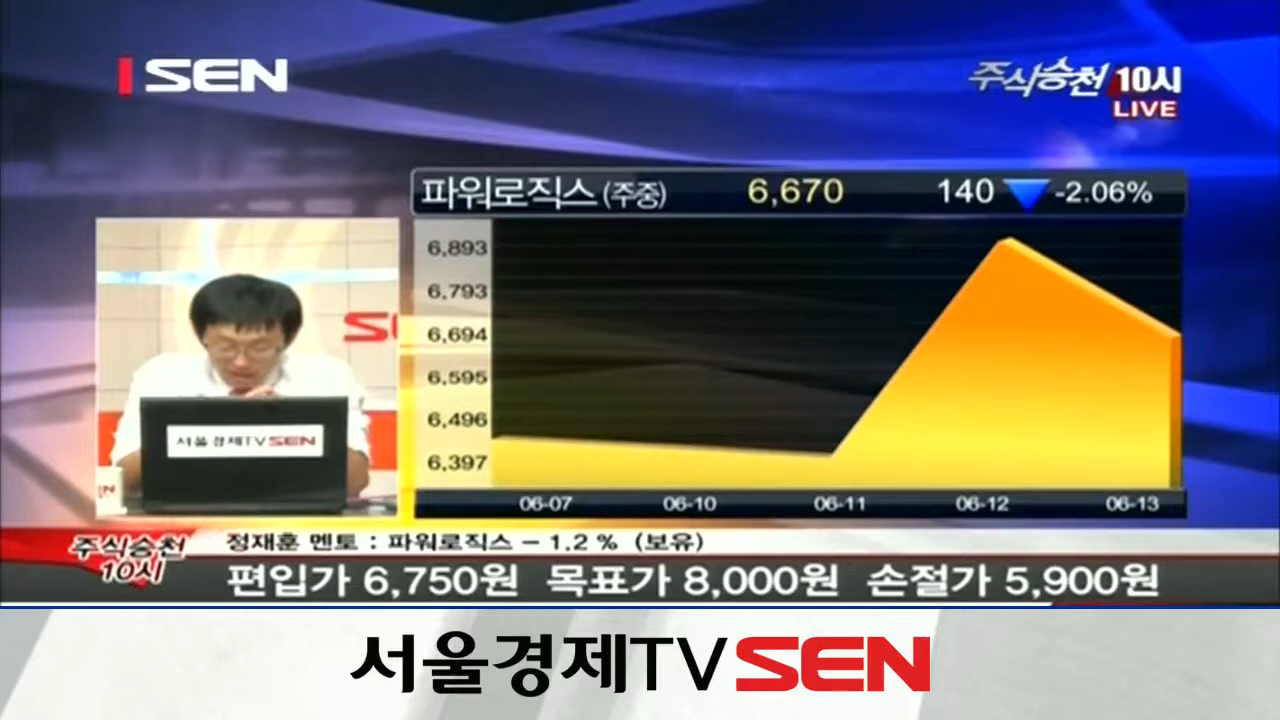 SEN
주식승천 10시
LIVE
파워로직스 (주중) 6,670 140 ▼ -2.06%
6,893
6,793
6,694
6,595
6,496
6,397
06-07 06-10 06-11 06-12 06-13
SE
서울경제TV SEN
EN
주식승천
10시
정재훈 멘토 : 파워로직스 - 1.2 % (보유)
편입가 6,750원 목표가 8,000원 손절가 5,900원
서울경제TV SEN